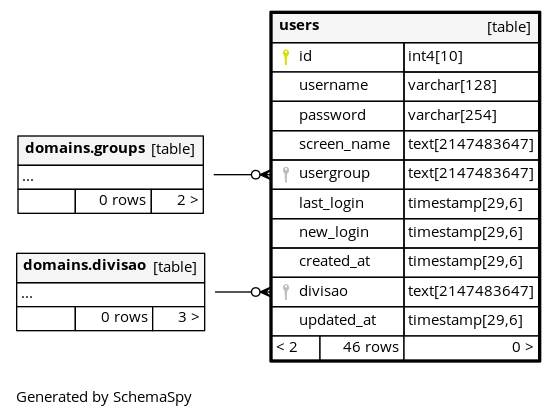 users [table]
id int4[10]
username varchar[128]
password varchar[254]
screen_name text[2147483647]
usergroup text[2147483647]
last_login timestamp[29,6]
new_login timestamp[29,6]
created_at timestamp[29,6]
divisao text[2147483647]
updated_at timestamp[29,6]
< 2 46 rows 0 >
domains.groups [table]
...
0 rows 2 >
domains.divisao [table]
...
0 rows 3 >
Generated by SchemaSpy